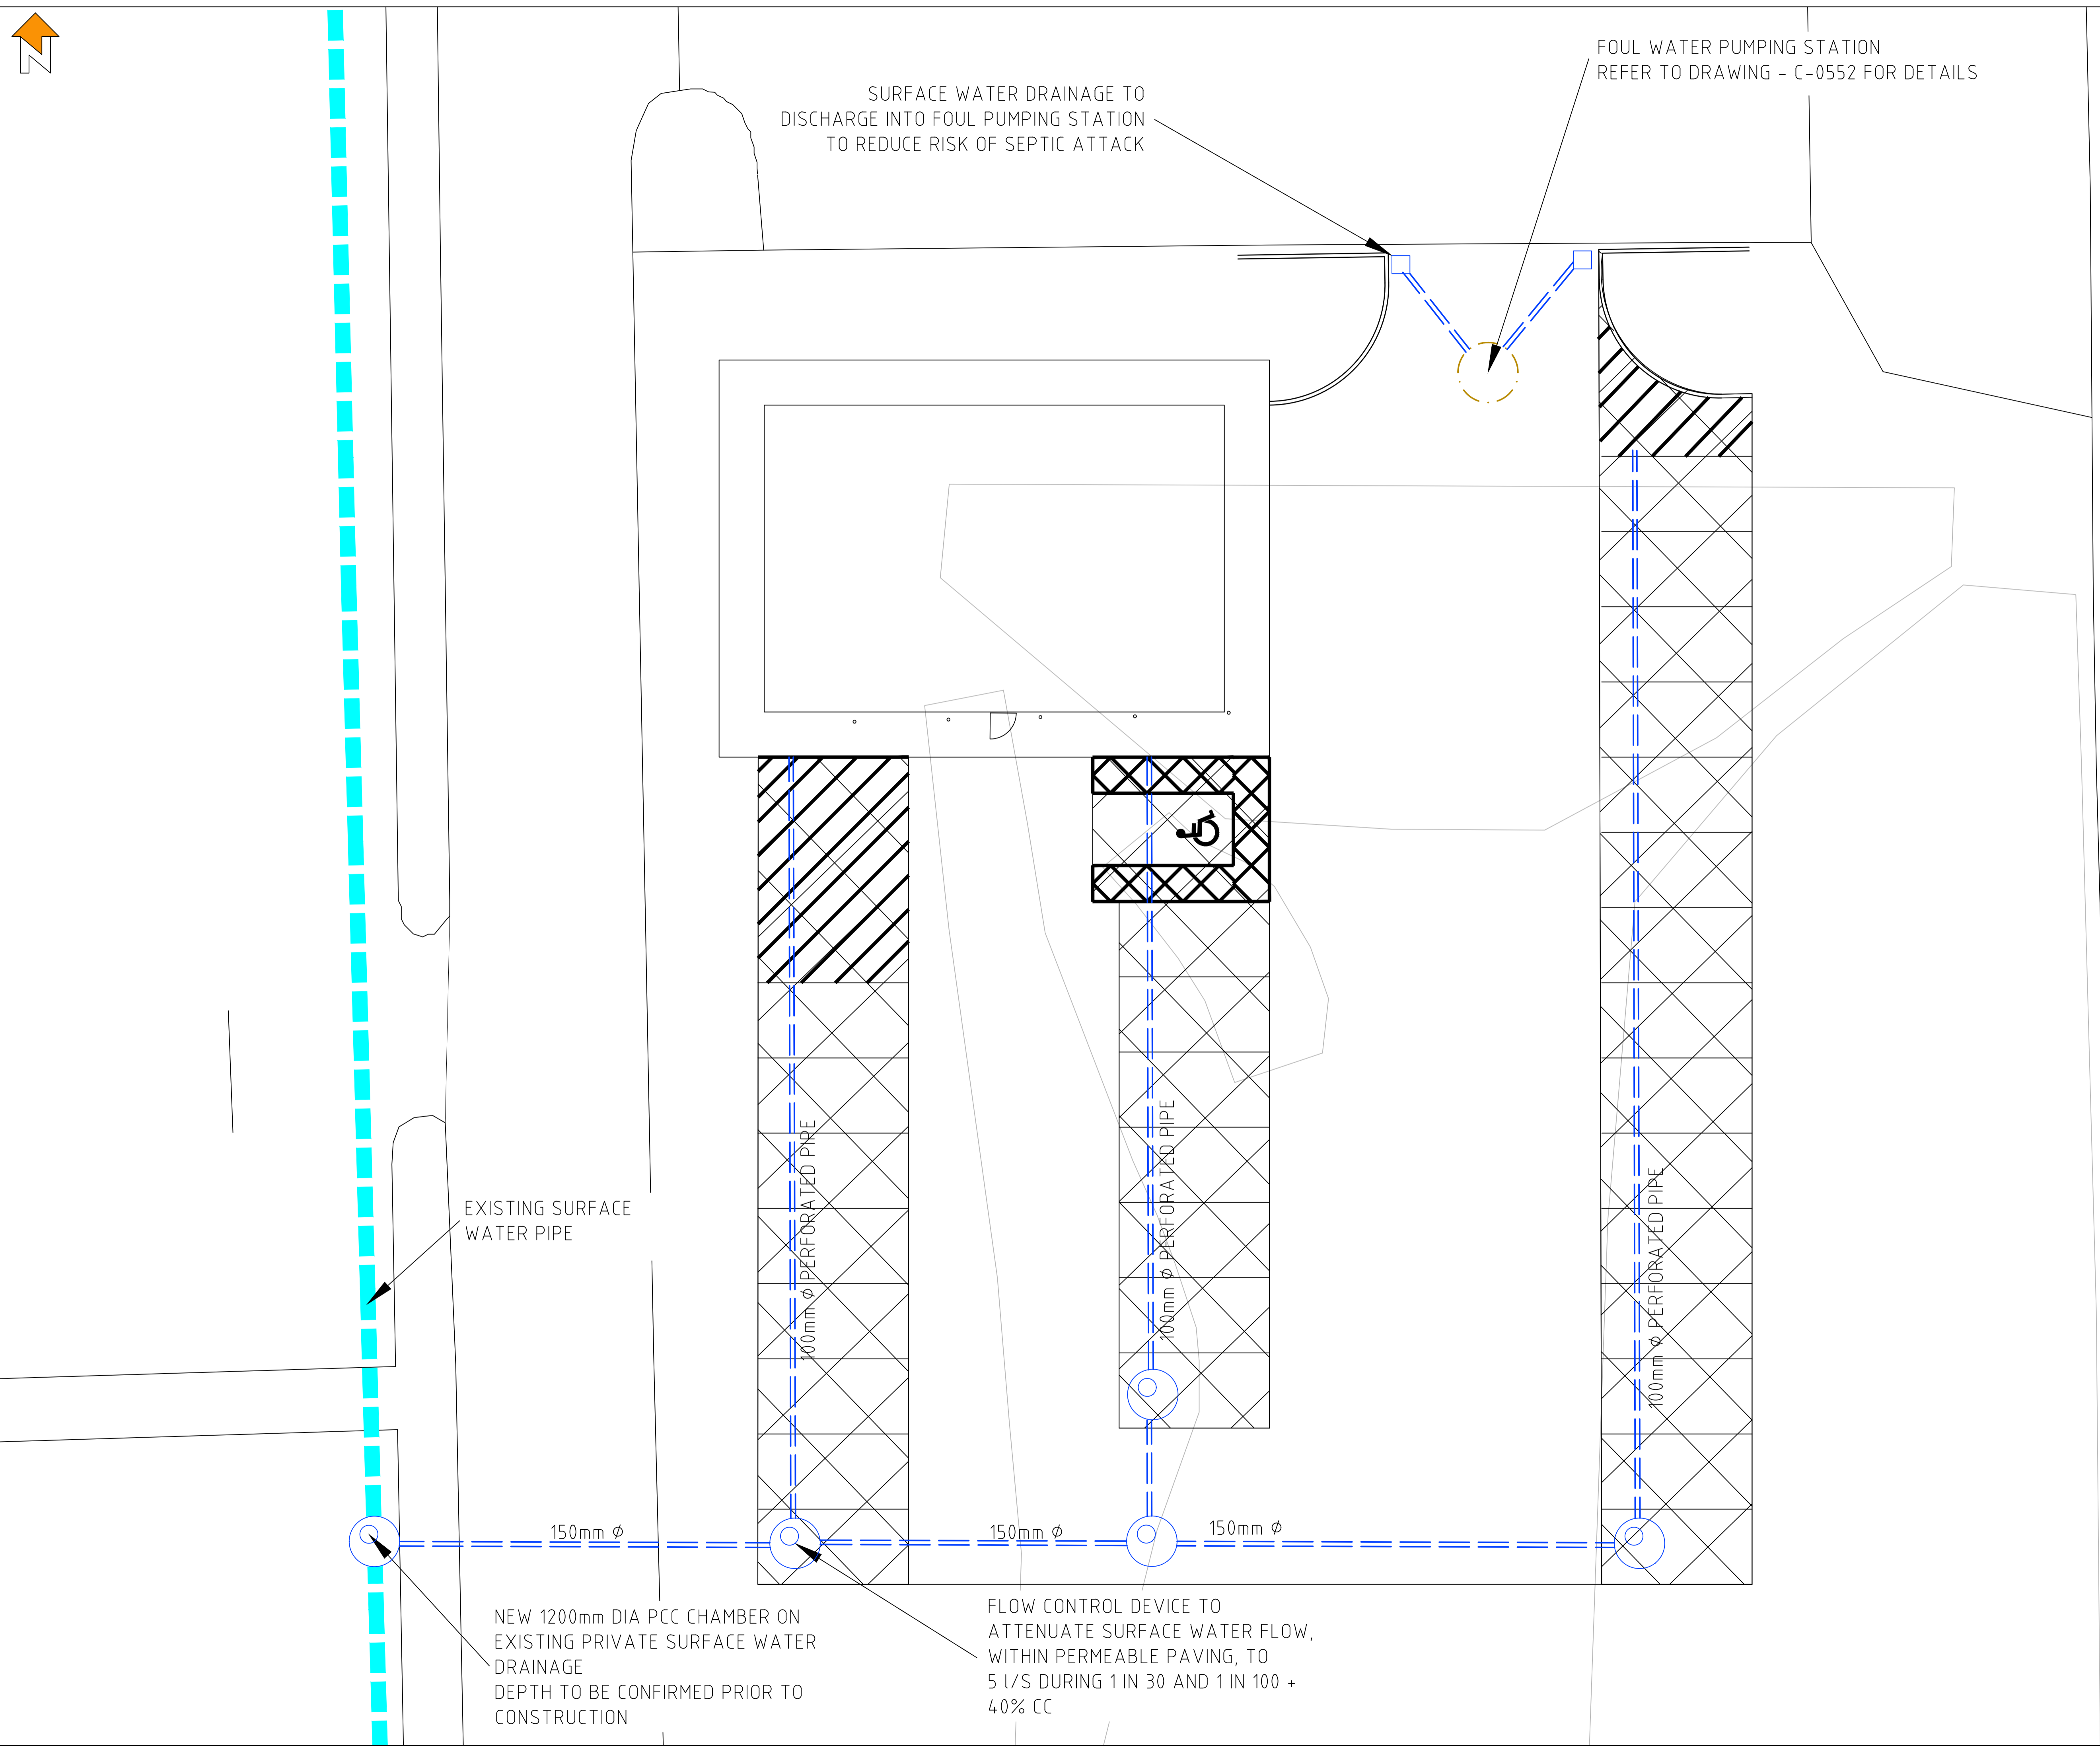 N
FOUL WATER PUMPING STATION
REFER TO DRAWING - C-0552 FOR DETAILS
SURFACE WATER DRAINAGE TO
DISCHARGE INTO FOUL PUMPING STATION
TO REDUCE RISK OF SEPTIC ATTACK
100mm Ø PERFORATED PIPE
100mm Ø PERFORATED PIPE
100mm Ø PERFORATED PIPE
EXISTING SURFACE
WATER PIPE
150mm Ø
150mm Ø
150mm Ø
NEW 1200mm DIA PCC CHAMBER ON
EXISTING PRIVATE SURFACE WATER
DRAINAGE
DEPTH TO BE CONFIRMED PRIOR TO
CONSTRUCTION
FLOW CONTROL DEVICE TO
ATTENUATE SURFACE WATER FLOW,
WITHIN PERMEABLE PAVING, TO
5 l/S DURING 1 IN 30 AND 1 IN 100 +
40% CC